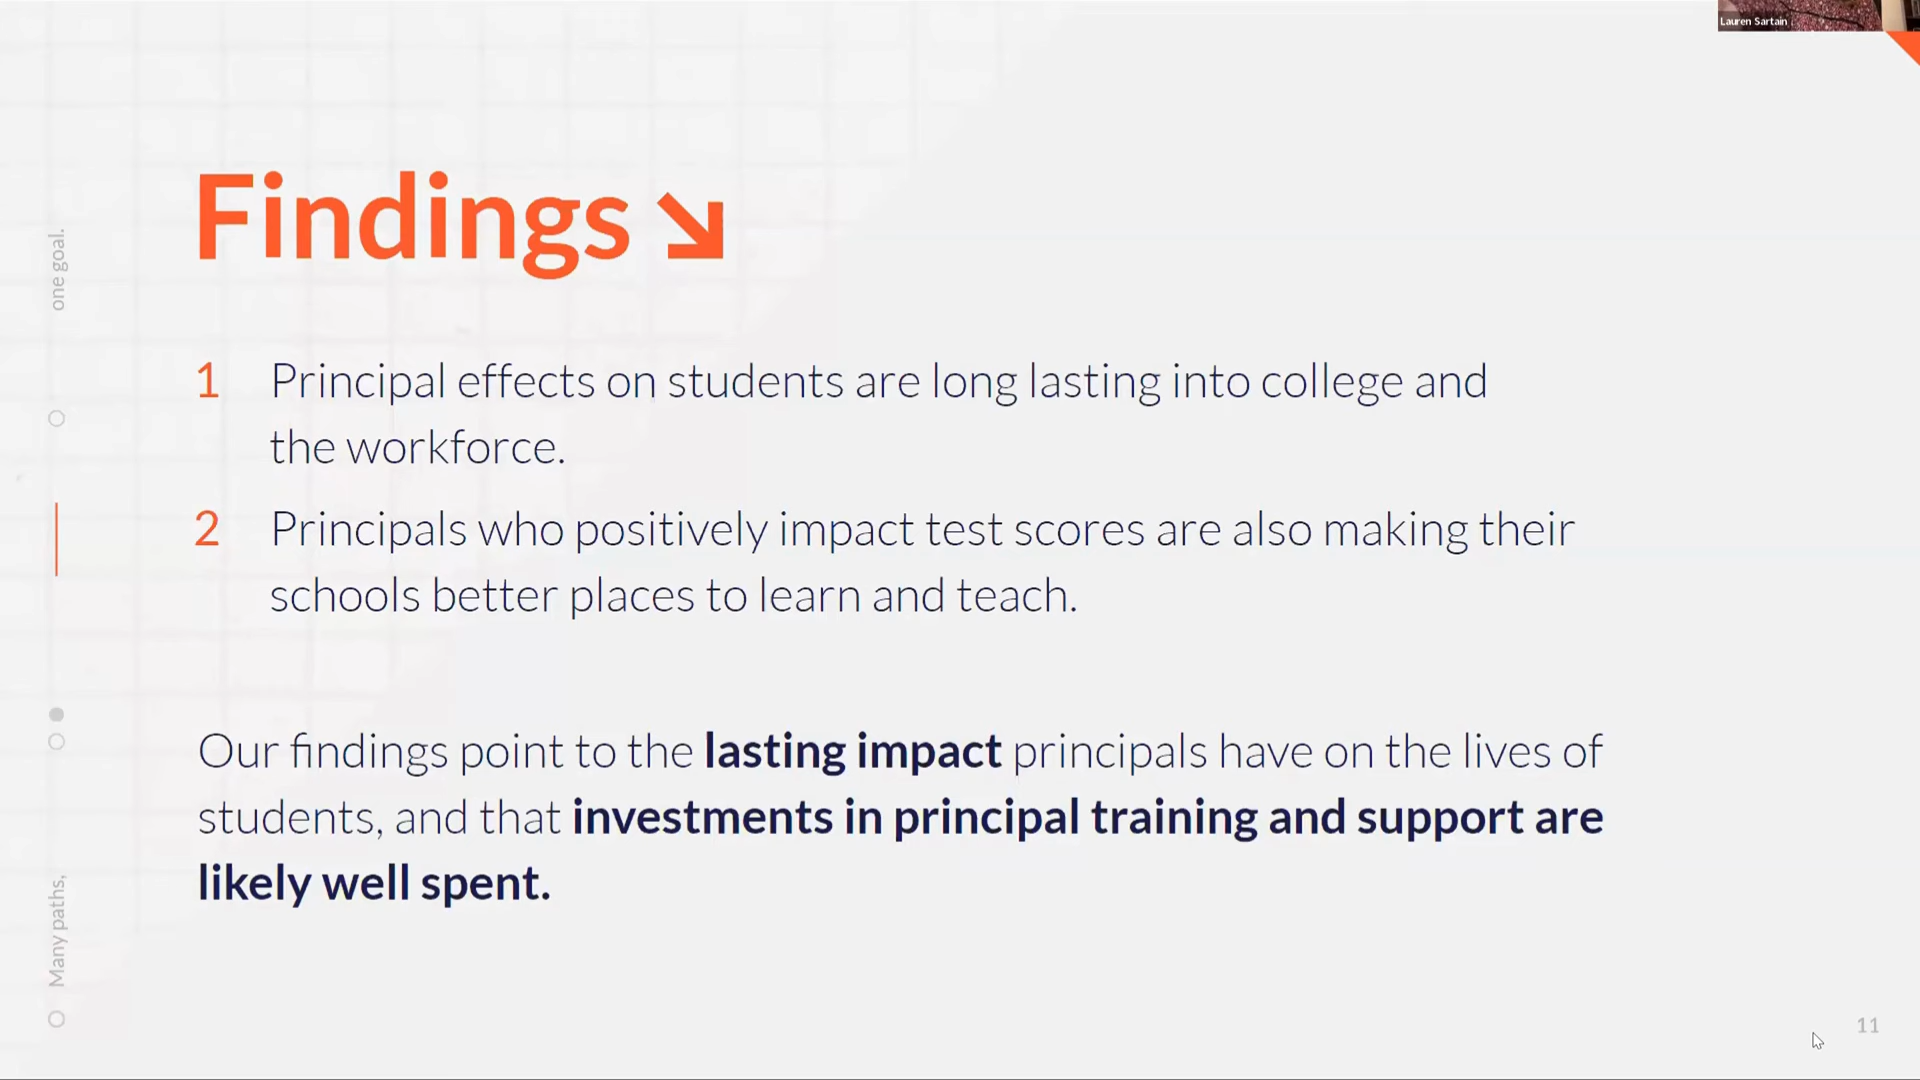 Lauren Sartain
Findings ↘
1 Principal effects on students are long lasting into college and
the workforce.
2 Principals who positively impact test scores are also making their
schools better places to learn and teach.
Our findings point to the lasting impact principals have on the lives of
students, and that investments in principal training and support are
likely well spent.
Many paths,
one goal.
11